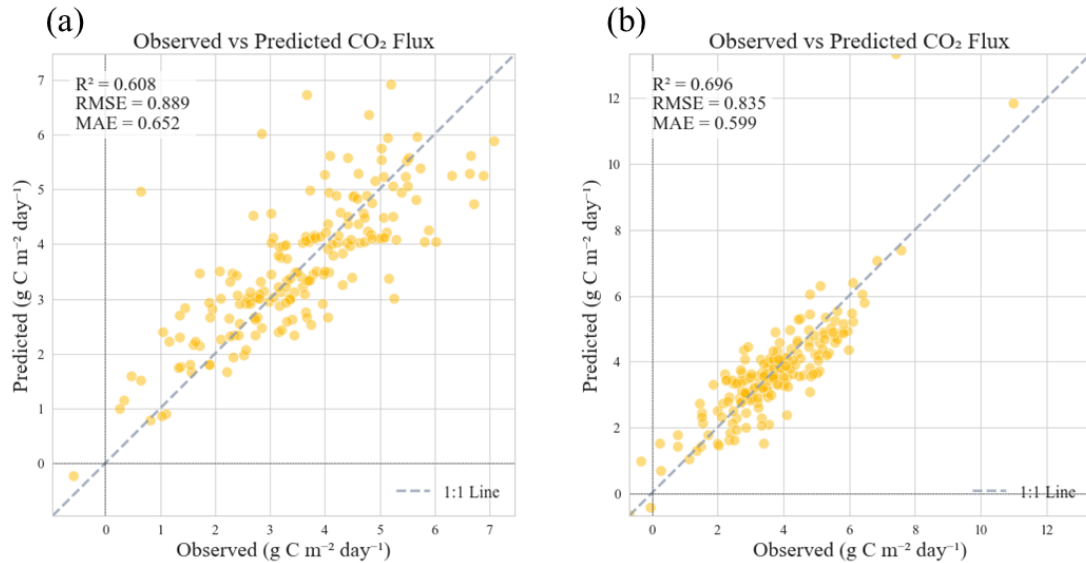 (a)
Observed vs Predicted CO₂ Flux
R² = 0.608
RMSE = 0.889
MAE = 0.652
Predicted (g C m⁻² day⁻¹)
7
6
5
4
3
2
1
0
1:1 Line
0 1 2 3 4 5 6 7
Observed (g C m⁻² day⁻¹)
(b)
Observed vs Predicted CO₂ Flux
R² = 0.696
RMSE = 0.835
MAE = 0.599
Predicted (g C m⁻² day⁻¹)
12
10
8
6
4
2
0
1:1 Line
0 2 4 6 8 10 12
Observed (g C m⁻² day⁻¹)